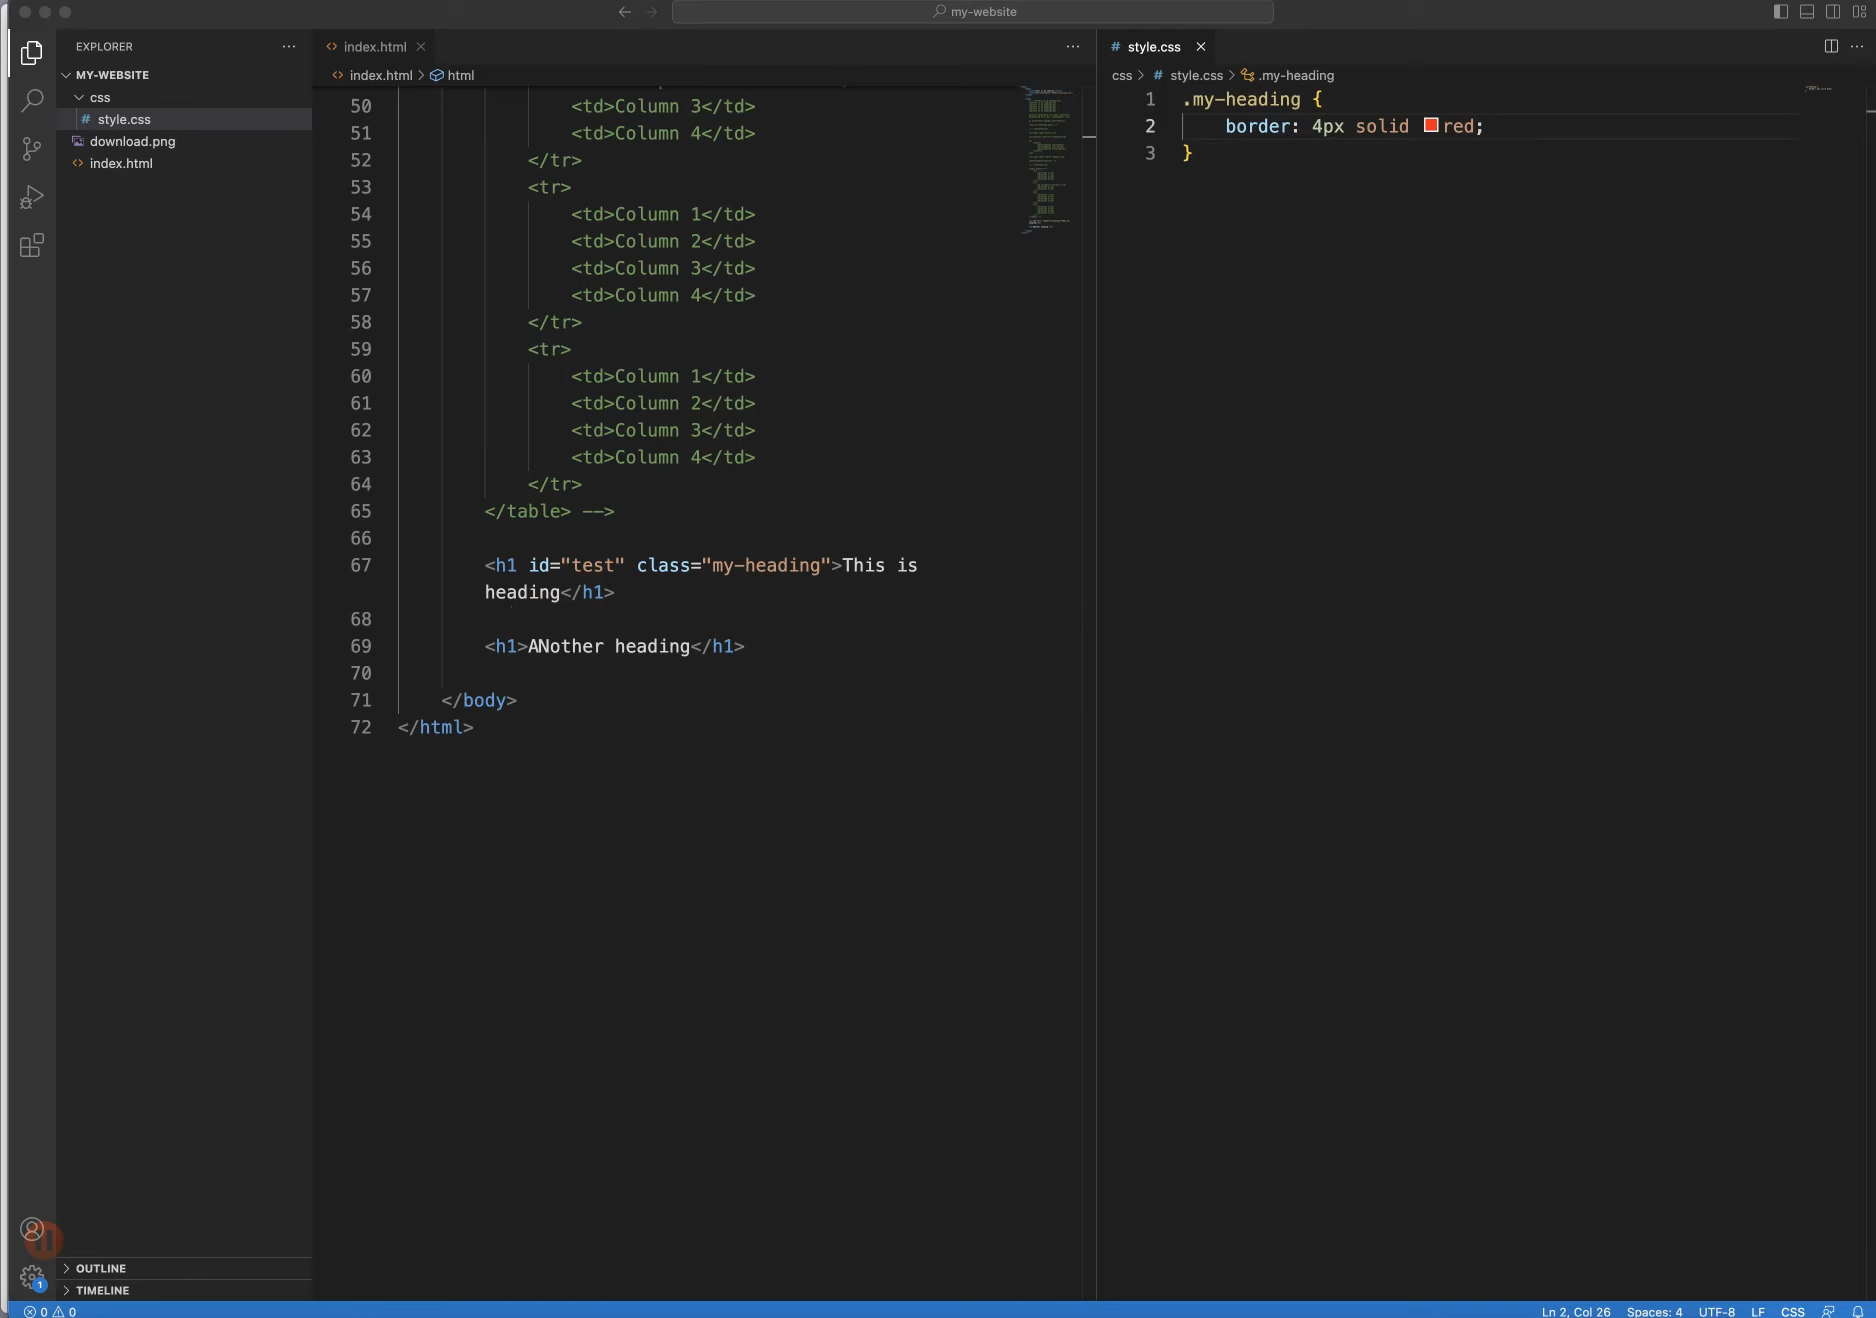 my-website
EXPLORER
MY-WEBSITE
css
# style.css
download.png
<> index.html
OUTLINE
TIMELINE
<> index.html
<> index.html > html
50 <td>Column 3</td>
51 <td>Column 4</td>
52 </tr>
53 <tr>
54 <td>Column 1</td>
55 <td>Column 2</td>
56 <td>Column 3</td>
57 <td>Column 4</td>
58 </tr>
59 <tr>
60 <td>Column 1</td>
61 <td>Column 2</td>
62 <td>Column 3</td>
63 <td>Column 4</td>
64 </tr>
65 </table> -->
66
67 <h1 id="test" class="my-heading">This is
heading</h1>
68
69 <h1>ANother heading</h1>
70
71 </body>
72 </html>
# style.css
css > # style.css > .my-heading
1 .my-heading {
2 border: 4px solid red;
3 }
1
0 0
Ln 2, Col 26 Spaces: 4 UTF-8 LF CSS